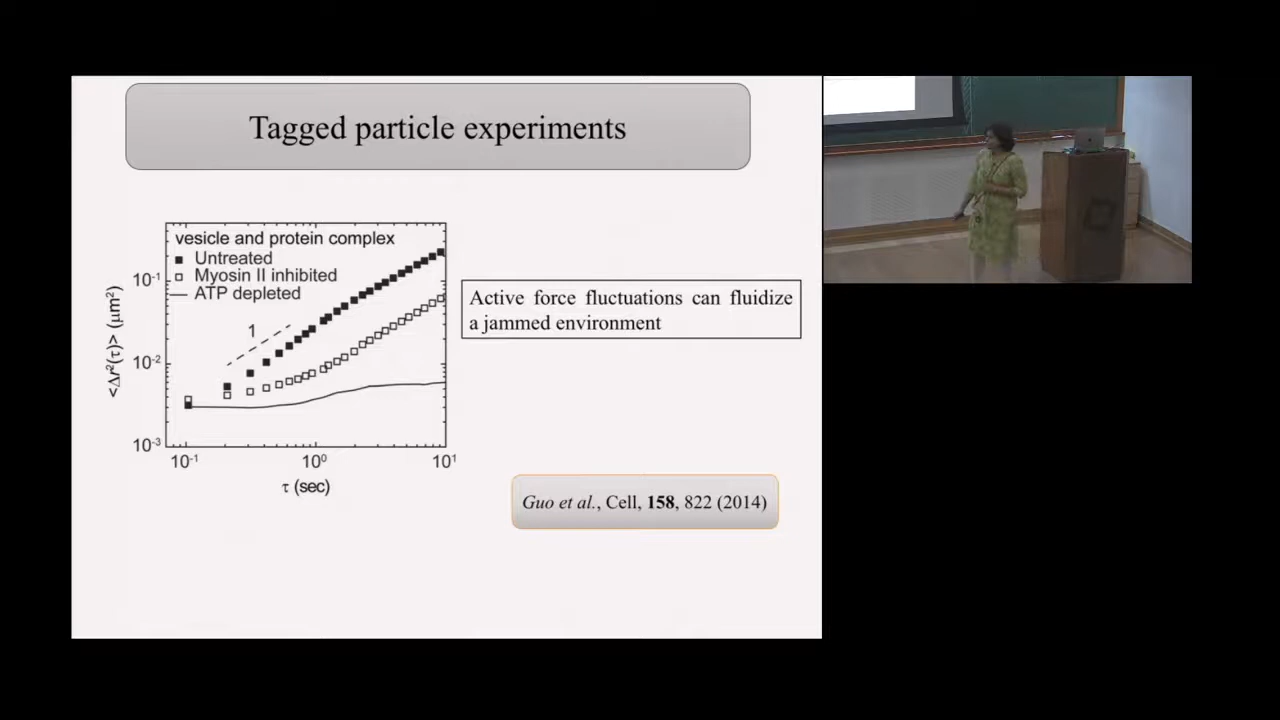 Tagged particle experiments
vesicle and protein complex
■ Untreated
□ Myosin II inhibited
— ATP depleted
1
<Δr²(τ)> (μm²)
10⁻¹
10⁻²
10⁻³
10⁻¹ 10⁰ 10¹
τ (sec)
Active force fluctuations can fluidize
a jammed environment
Guo et al., Cell, 158, 822 (2014)